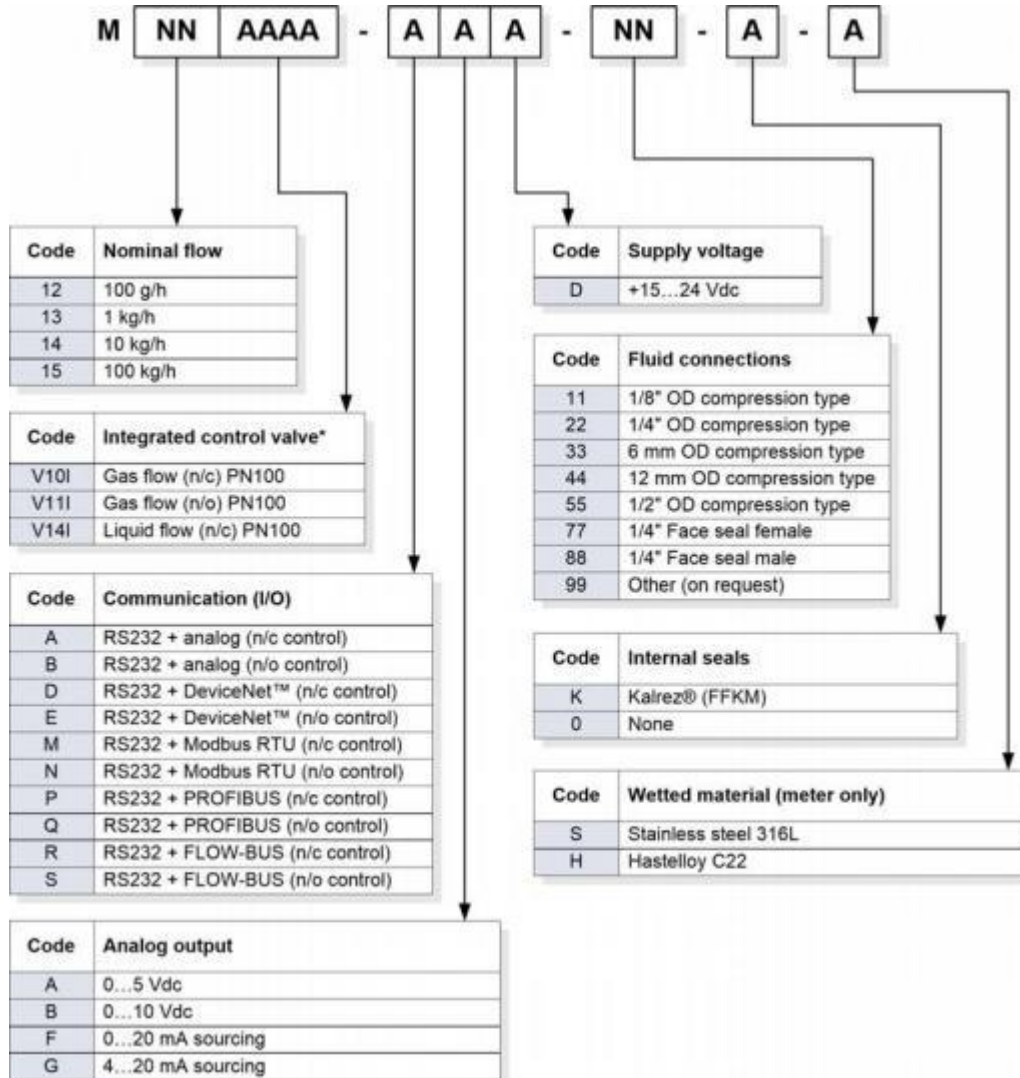 M NN AAAA - A A A - NN - A - A
Code Nominal flow
12 100 g/h
13 1 kg/h
14 10 kg/h
15 100 kg/h
Code Integrated control valve*
V10I Gas flow (n/c) PN100
V11I Gas flow (n/o) PN100
V14I Liquid flow (n/c) PN100
Code Communication (I/O)
A RS232 + analog (n/c control)
B RS232 + analog (n/o control)
D RS232 + DeviceNet™ (n/c control)
E RS232 + DeviceNet™ (n/o control)
M RS232 + Modbus RTU (n/c control)
N RS232 + Modbus RTU (n/o control)
P RS232 + PROFIBUS (n/c control)
Q RS232 + PROFIBUS (n/o control)
R RS232 + FLOW-BUS (n/c control)
S RS232 + FLOW-BUS (n/o control)
Code Analog output
A 0...5 Vdc
B 0...10 Vdc
F 0...20 mA sourcing
G 4...20 mA sourcing
Code Supply voltage
D +15...24 Vdc
Code Fluid connections
11 1/8" OD compression type
22 1/4" OD compression type
33 6 mm OD compression type
44 12 mm OD compression type
55 1/2" OD compression type
77 1/4" Face seal female
88 1/4" Face seal male
99 Other (on request)
Code Internal seals
K Kalrez® (FFKM)
0 None
Code Wetted material (meter only)
S Stainless steel 316L
H Hastelloy C22